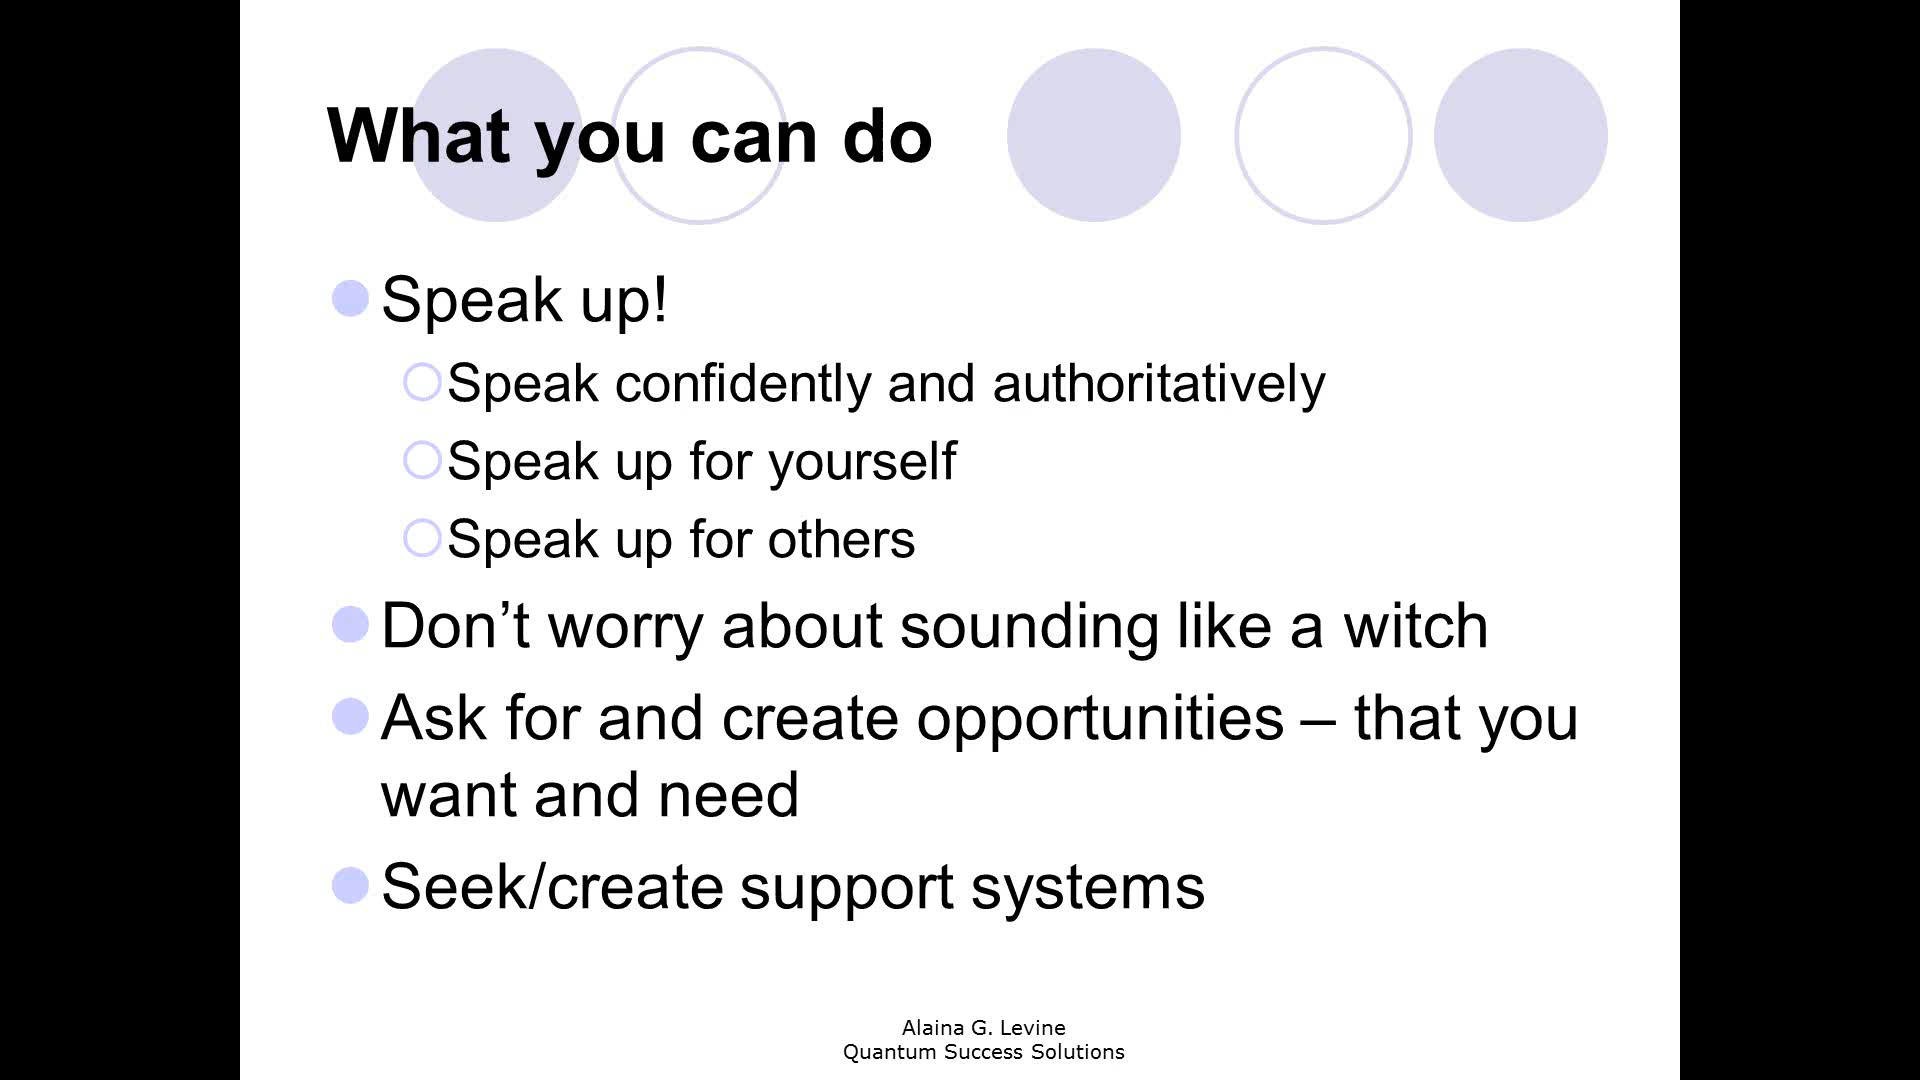 What you can do
Speak up!
Speak confidently and authoritatively
Speak up for yourself
Speak up for others
Don’t worry about sounding like a witch
Ask for and create opportunities – that you
want and need
Seek/create support systems
Alaina G. Levine
Quantum Success Solutions